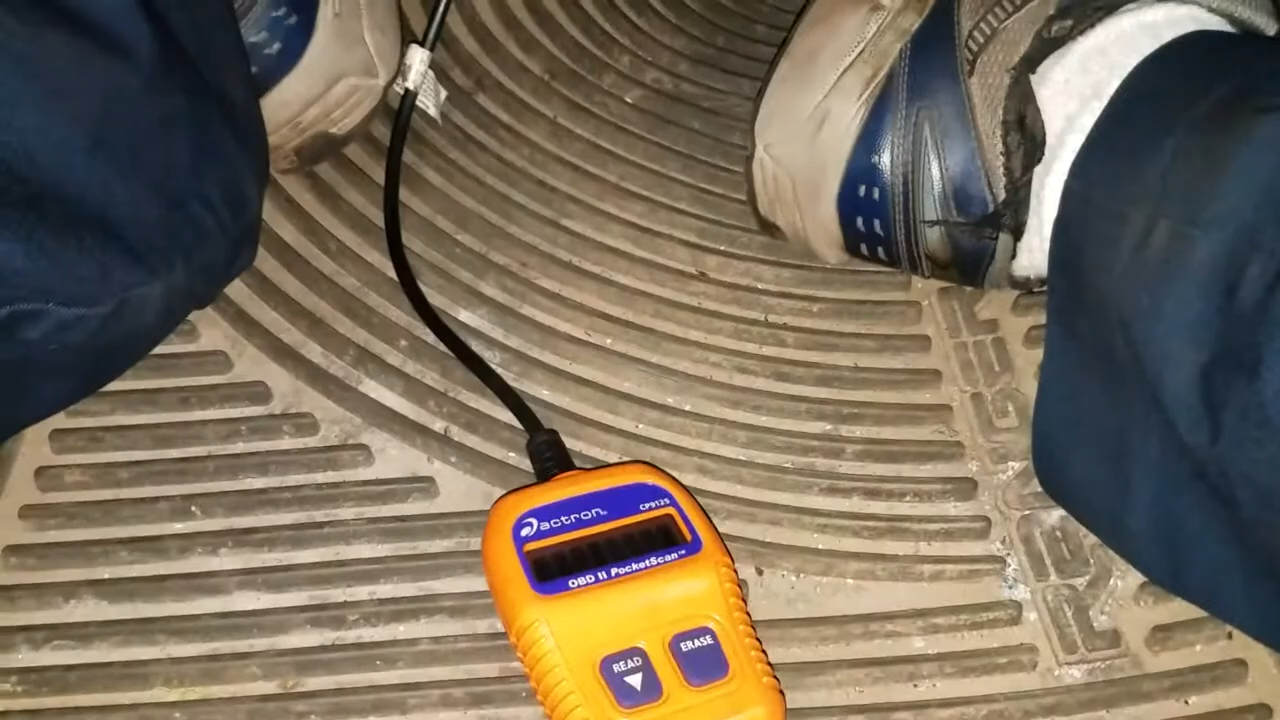 actron
CP9125
OBD II PocketScan™
READ
ERASE